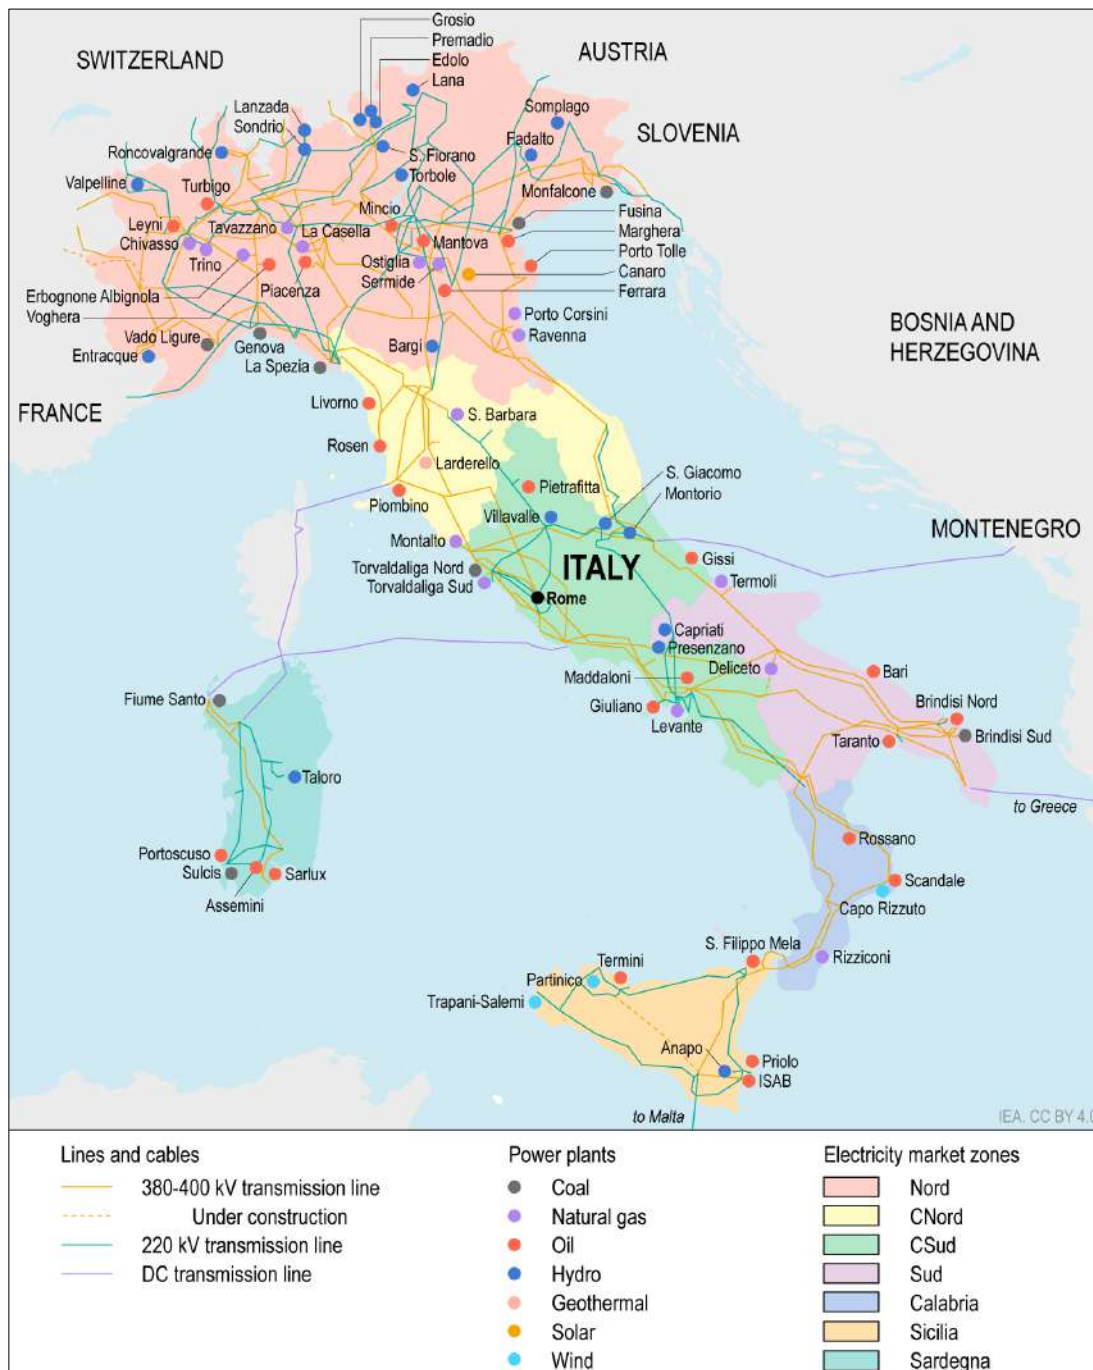 Grosio
Premadio
Edolo
Lana
SWITZERLAND
AUSTRIA
Lanzada
Sondrio
Somplago
Fadalto
SLOVENIA
Roncovalgrande
S. Fiorano
Torbole
Valpelline
Turbigo
Monfalcone
Mincio
Fusina
Leyni
Tavazzano
La Casella
Mantova
Marghera
Chivasso
Porto Tolle
Trino
Ostiglia
Canaro
Sermide
Ferrara
Erbognone Albignola
Piacenza
Voghera
Porto Corsini
Vado Ligure
Genova
Bargi
Ravenna
Entracque
La Spezia
BOSNIA AND
HERZEGOVINA
FRANCE
Livorno
S. Barbara
Rosen
Larderello
S. Giacomo
Montorio
Piombino
Pietrafitta
Villavalle
MONTENEGRO
Montalto
ITALY
Gissi
Torvaldaliga Nord
Torvaldaliga Sud
Termoli
Rome
Capriati
Presenzano
Maddaloni
Deliceto
Bari
Fiume Santo
Giuliano
Levante
Brindisi Nord
Taranto
Brindisi Sud
Taloro
to Greece
Rossano
Portoscuso
Sulcis
Sarlux
Assemini
Scandale
Capo Rizzuto
S. Filippo Mela
Rizziconi
Termini
Partinico
Trapani-Salemi
Anapo
Priolo
ISAB
to Malta
IEA. CC BY 4.0
Lines and cables
380-400 kV transmission line
Under construction
220 kV transmission line
DC transmission line
Power plants
Coal
Natural gas
Oil
Hydro
Geothermal
Solar
Wind
Electricity market zones
Nord
CNord
CSud
Sud
Calabria
Sicilia
Sardegna